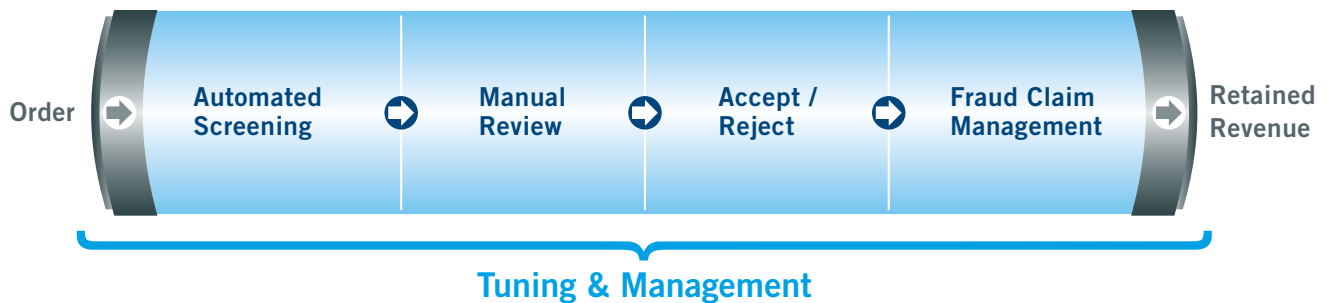 Order
Automated
Screening
Manual
Review
Accept /
Reject
Fraud Claim
Management
Retained
Revenue
Tuning & Management